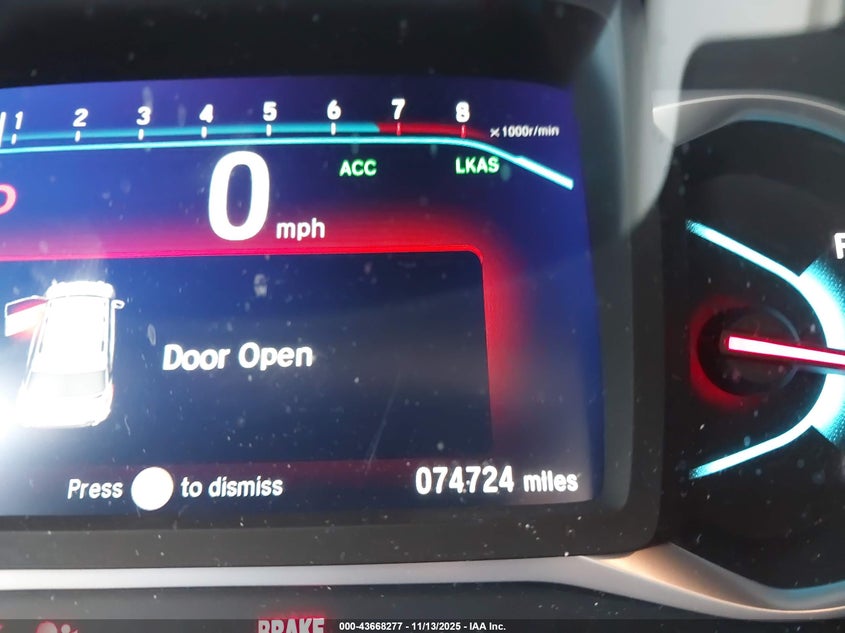 1 2 3 4 5 6 7 8 x1000r/min
ACC LKAS
0 mph
Door Open
Press to dismiss
074724 miles
BRAKE
000-43668277 - 11/13/2025 - IAA Inc.